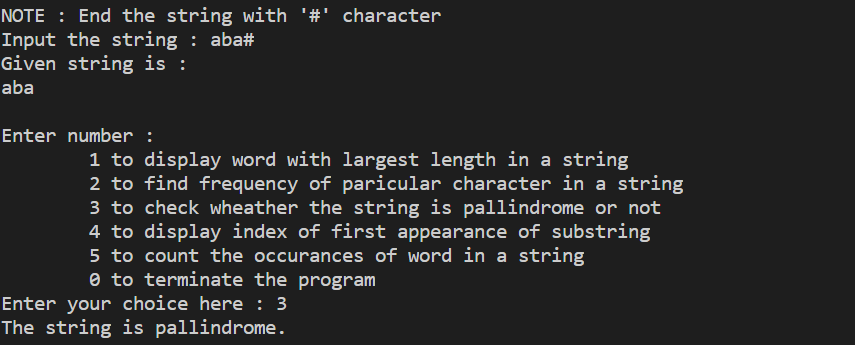 NOTE : End the string with '#' character
Input the string : aba#
Given string is :
aba
Enter number :
1 to display word with largest length in a string
2 to find frequency of paricular character in a string
3 to check wheather the string is pallindrome or not
4 to display index of first appearance of substring
5 to count the occurances of word in a string
0 to terminate the program
Enter your choice here : 3
The string is pallindrome.